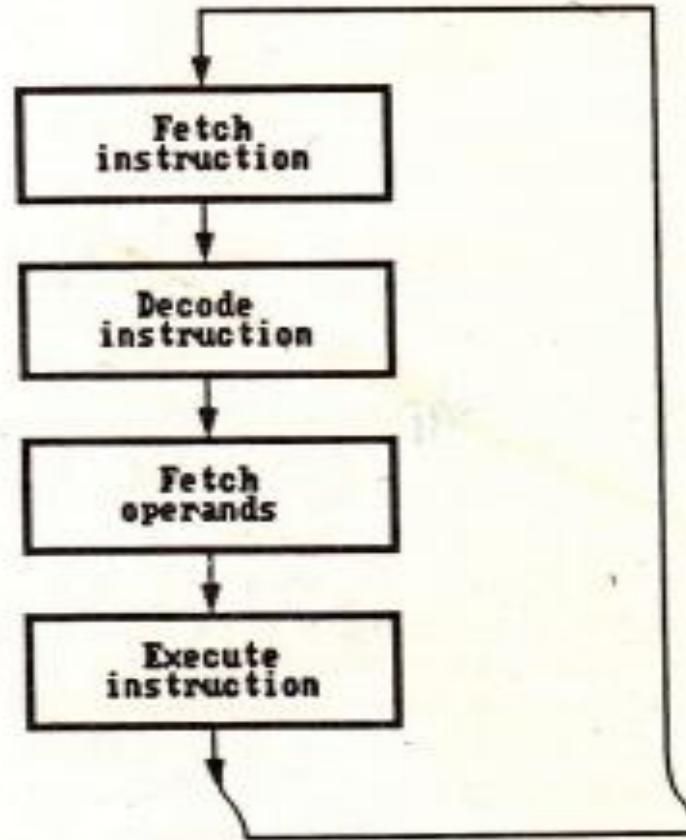 Fetch
instruction
Decode
instruction
Fetch
operands
Execute
instruction